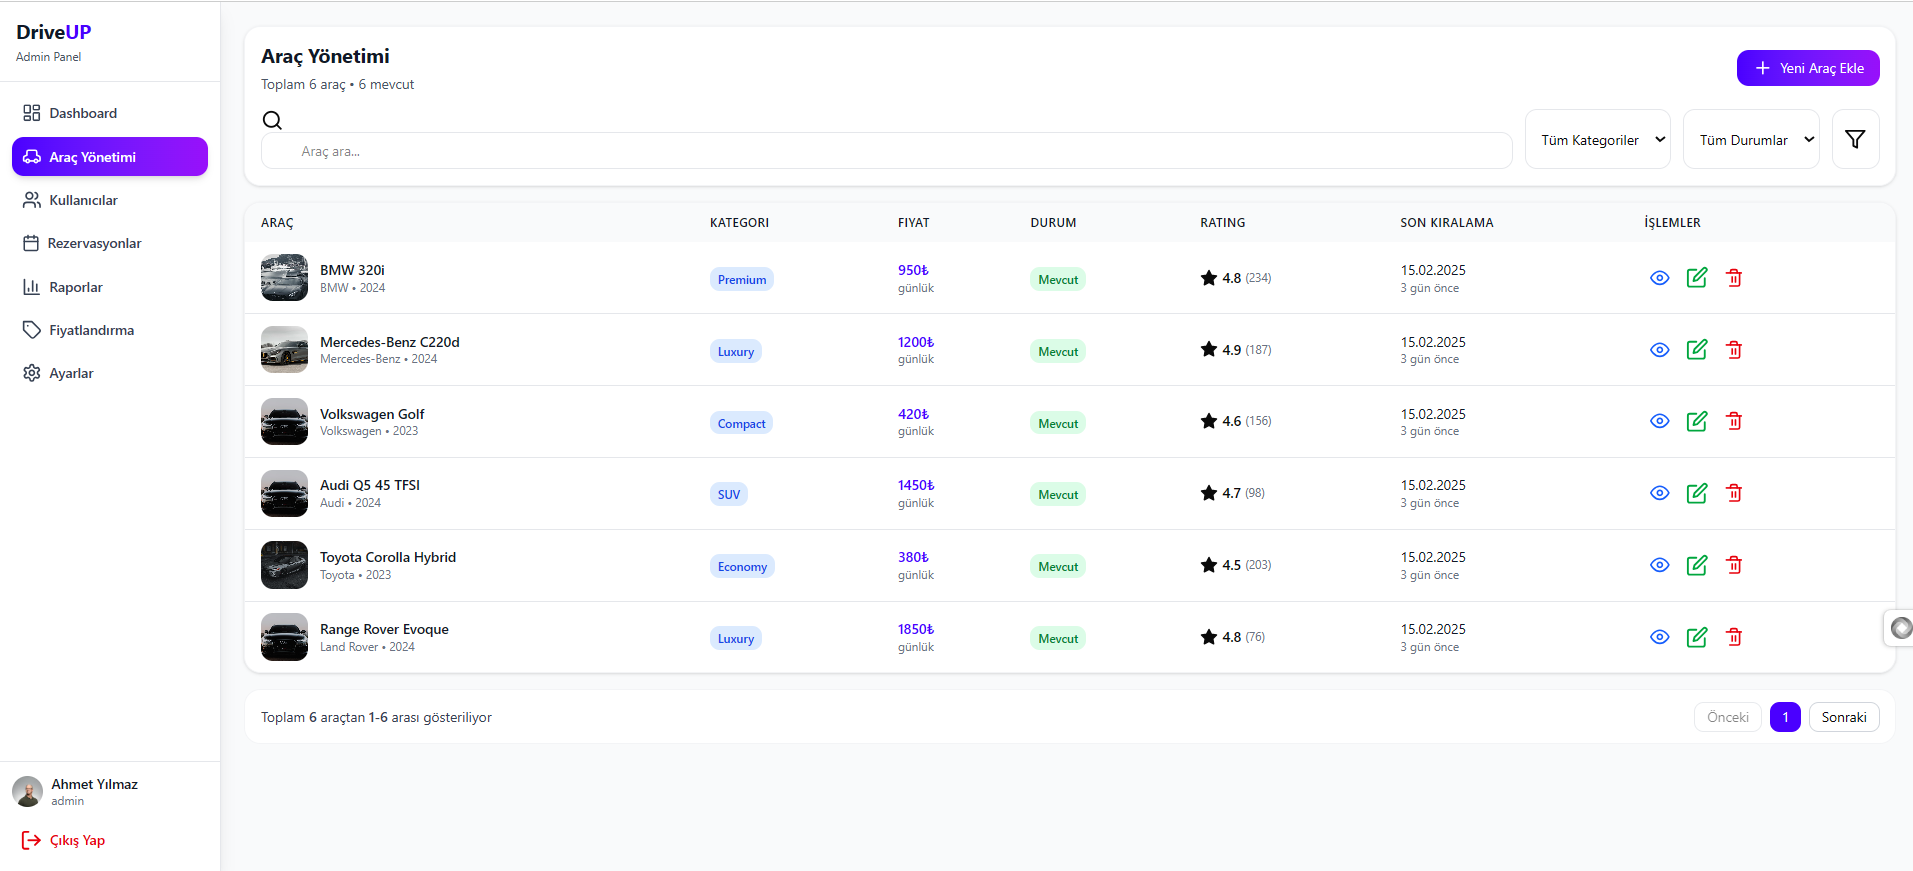 DriveUP
Admin Panel
Dashboard
Araç Yönetimi
Kullanıcılar
Rezervasyonlar
Raporlar
Fiyatlandırma
Ayarlar
Ahmet Yılmaz
admin
Çıkış Yap
Araç Yönetimi
Toplam 6 araç • 6 mevcut
Yeni Araç Ekle
Araç ara...
Tüm Kategoriler
Tüm Durumlar
ARAÇ KATEGORI FIYAT DURUM RATING SON KIRALAMA İŞLEMLER
BMW 320i Premium 950₺ Mevcut 4.8 (234) 15.02.2025
BMW • 2024 günlük 3 gün önce
Mercedes-Benz C220d Luxury 1200₺ Mevcut 4.9 (187) 15.02.2025
Mercedes-Benz • 2024 günlük 3 gün önce
Volkswagen Golf Compact 420₺ Mevcut 4.6 (156) 15.02.2025
Volkswagen • 2023 günlük 3 gün önce
Audi Q5 45 TFSI SUV 1450₺ Mevcut 4.7 (98) 15.02.2025
Audi • 2024 günlük 3 gün önce
Toyota Corolla Hybrid Economy 380₺ Mevcut 4.5 (203) 15.02.2025
Toyota • 2023 günlük 3 gün önce
Range Rover Evoque Luxury 1850₺ Mevcut 4.8 (76) 15.02.2025
Land Rover • 2024 günlük 3 gün önce
Toplam 6 araçtan 1-6 arası gösteriliyor
Önceki 1 Sonraki